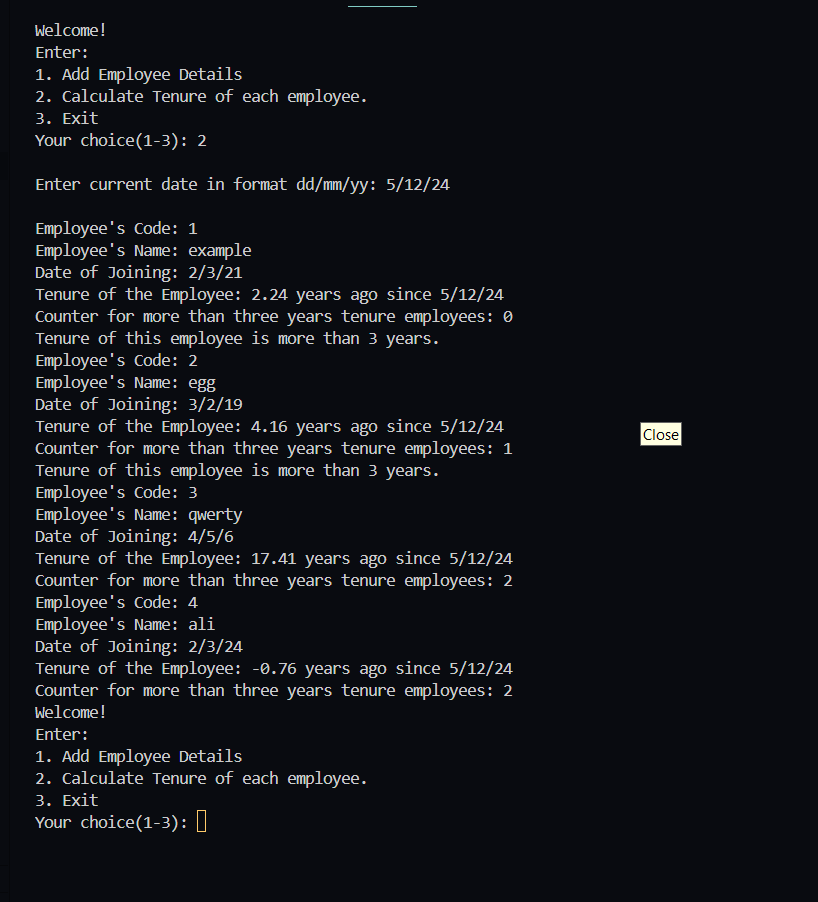 Welcome!
Enter:
1. Add Employee Details
2. Calculate Tenure of each employee.
3. Exit
Your choice(1-3): 2
Enter current date in format dd/mm/yy: 5/12/24
Employee's Code: 1
Employee's Name: example
Date of Joining: 2/3/21
Tenure of the Employee: 2.24 years ago since 5/12/24
Counter for more than three years tenure employees: 0
Tenure of this employee is more than 3 years.
Employee's Code: 2
Employee's Name: egg
Date of Joining: 3/2/19
Tenure of the Employee: 4.16 years ago since 5/12/24
Counter for more than three years tenure employees: 1
Tenure of this employee is more than 3 years.
Employee's Code: 3
Employee's Name: qwerty
Date of Joining: 4/5/6
Tenure of the Employee: 17.41 years ago since 5/12/24
Counter for more than three years tenure employees: 2
Employee's Code: 4
Employee's Name: ali
Date of Joining: 2/3/24
Tenure of the Employee: -0.76 years ago since 5/12/24
Counter for more than three years tenure employees: 2
Welcome!
Enter:
1. Add Employee Details
2. Calculate Tenure of each employee.
3. Exit
Your choice(1-3):
Close